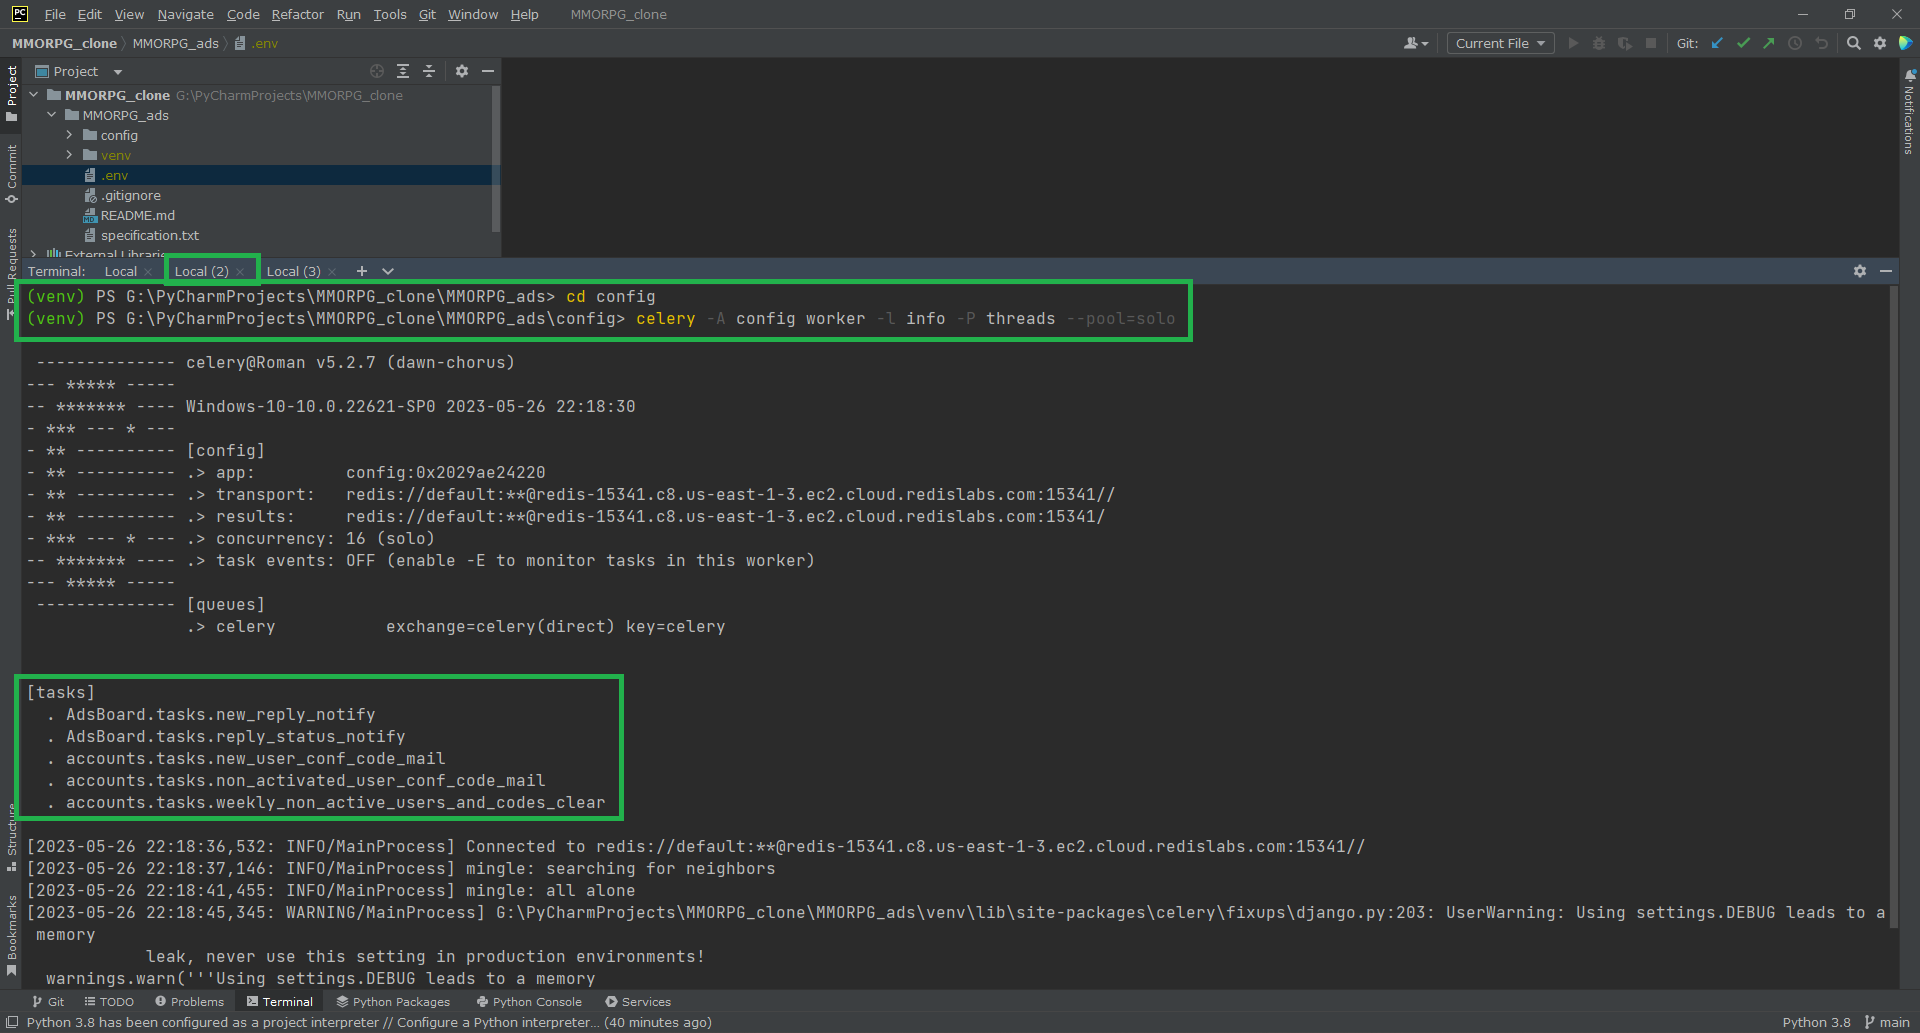 PC File Edit View Navigate Code Refactor Run Tools Git Window Help MMORPG_clone
MMORPG_clone MMORPG_ads .env Current File Git:
Project
MMORPG_clone G:\PyCharmProjects\MMORPG_clone
MMORPG_ads
config
venv
.env
.gitignore
README.md
specification.txt
Project
Commit
Pull Requests
Structure
Bookmarks
Notifications
Terminal: Local Local (2) Local (3)
(venv) PS G:\PyCharmProjects\MMORPG_clone\MMORPG_ads> cd config
(venv) PS G:\PyCharmProjects\MMORPG_clone\MMORPG_ads\config> celery -A config worker -l info -P threads --pool=solo
-------------- celery@Roman v5.2.7 (dawn-chorus)
--- ***** -----
-- ******* ---- Windows-10-10.0.22621-SP0 2023-05-26 22:18:30
- *** --- * ---
- ** ---------- [config]
- ** ---------- .> app: config:0x2029ae24220
- ** ---------- .> transport: redis://default:**@redis-15341.c8.us-east-1-3.ec2.cloud.redislabs.com:15341//
- ** ---------- .> results: redis://default:**@redis-15341.c8.us-east-1-3.ec2.cloud.redislabs.com:15341/
- *** --- * --- .> concurrency: 16 (solo)
-- ******* ---- .> task events: OFF (enable -E to monitor tasks in this worker)
--- ***** -----
-------------- [queues]
.> celery exchange=celery(direct) key=celery
[tasks]
. AdsBoard.tasks.new_reply_notify
. AdsBoard.tasks.reply_status_notify
. accounts.tasks.new_user_conf_code_mail
. accounts.tasks.non_activated_user_conf_code_mail
. accounts.tasks.weekly_non_active_users_and_codes_clear
[2023-05-26 22:18:36,532: INFO/MainProcess] Connected to redis://default:**@redis-15341.c8.us-east-1-3.ec2.cloud.redislabs.com:15341//
[2023-05-26 22:18:37,146: INFO/MainProcess] mingle: searching for neighbors
[2023-05-26 22:18:41,455: INFO/MainProcess] mingle: all alone
[2023-05-26 22:18:45,345: WARNING/MainProcess] G:\PyCharmProjects\MMORPG_clone\MMORPG_ads\venv\lib\site-packages\celery\fixups\django.py:203: UserWarning: Using settings.DEBUG leads to a
memory
leak, never use this setting in production environments!
warnings.warn('''Using settings.DEBUG leads to a memory
Git TODO Problems Terminal Python Packages Python Console Services
Python 3.8 has been configured as a project interpreter // Configure a Python interpreter... (40 minutes ago) Python 3.8 main